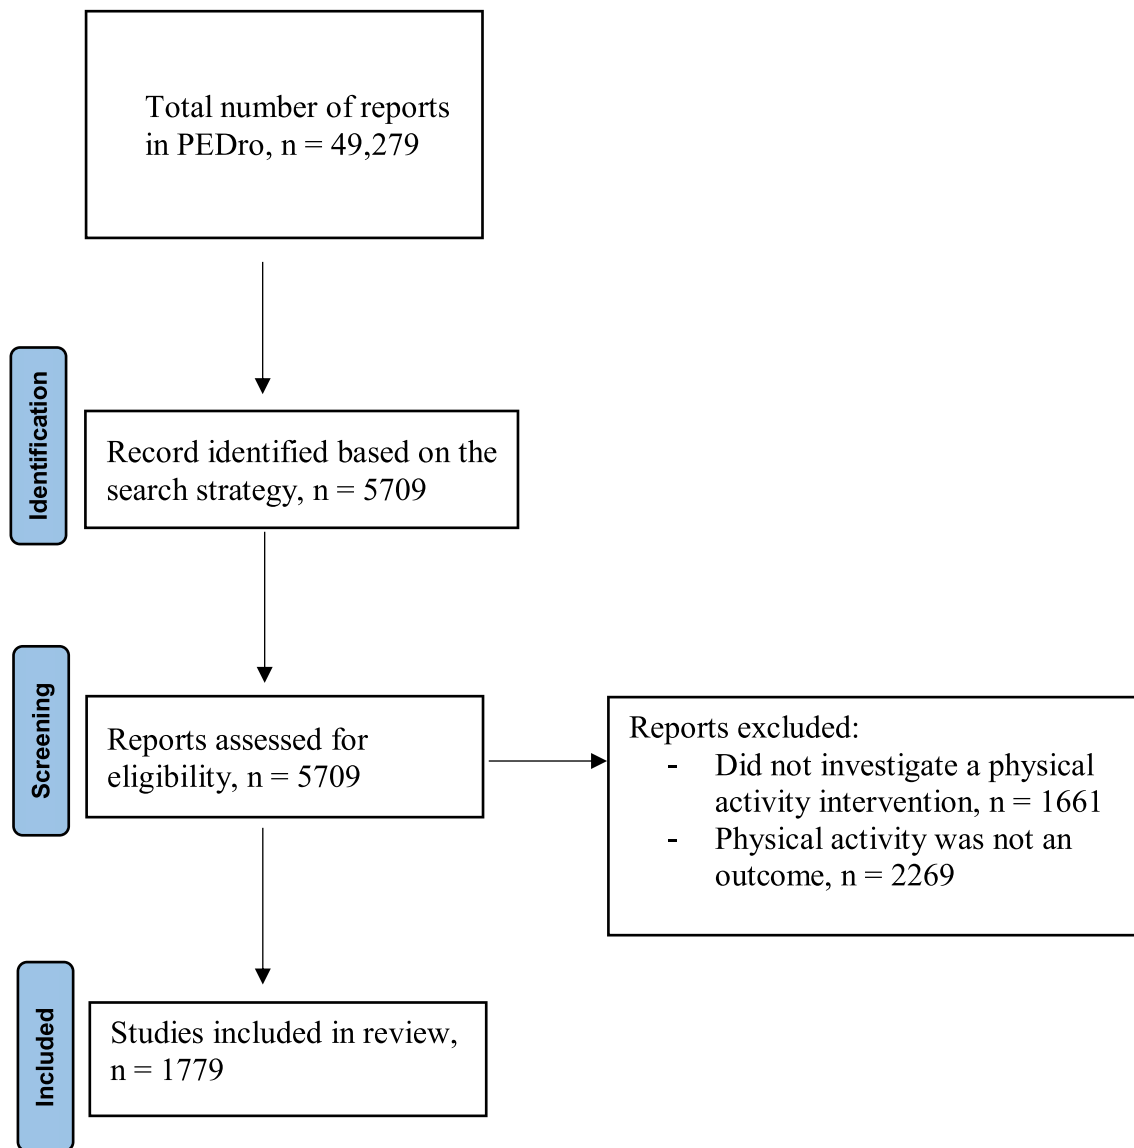 Total number of reports
in PEDro, n = 49,279
Identification
Record identified based on the
search strategy, n = 5709
Screening
Reports assessed for
eligibility, n = 5709
Reports excluded:
- Did not investigate a physical
activity intervention, n = 1661
- Physical activity was not an
outcome, n = 2269
Included
Studies included in review,
n = 1779